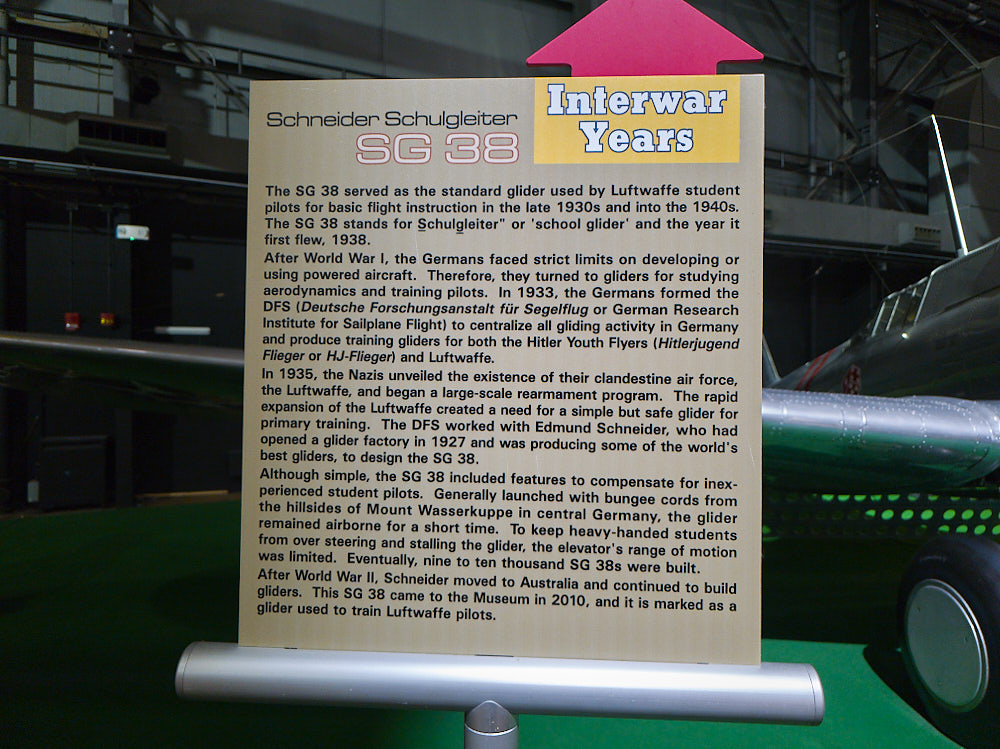 Schneider Schulgleiter
SG 38
Interwar
Years
The SG 38 served as the standard glider used by Luftwaffe student
pilots for basic flight instruction in the late 1930s and into the 1940s.
The SG 38 stands for Schulgleiter" or 'school glider' and the year it
first flew, 1938.
After World War I, the Germans faced strict limits on developing or
using powered aircraft. Therefore, they turned to gliders for studying
aerodynamics and training pilots. In 1933, the Germans formed the
DFS (Deutsche Forschungsanstalt für Segelflug or German Research
Institute for Sailplane Flight) to centralize all gliding activity in Germany
and produce training gliders for both the Hitler Youth Flyers (Hitlerjugend
Flieger or HJ-Flieger) and Luftwaffe.
In 1935, the Nazis unveiled the existence of their clandestine air force,
the Luftwaffe, and began a large-scale rearmament program. The rapid
expansion of the Luftwaffe created a need for a simple but safe glider for
primary training. The DFS worked with Edmund Schneider, who had
opened a glider factory in 1927 and was producing some of the world's
best gliders, to design the SG 38.
Although simple, the SG 38 included features to compensate for inex-
perienced student pilots. Generally launched with bungee cords from
the hillsides of Mount Wasserkuppe in central Germany, the glider
remained airborne for a short time. To keep heavy-handed students
from over steering and stalling the glider, the elevator's range of motion
was limited. Eventually, nine to ten thousand SG 38s were built.
After World War II, Schneider moved to Australia and continued to build
gliders. This SG 38 came to the Museum in 2010, and it is marked as a
glider used to train Luftwaffe pilots.